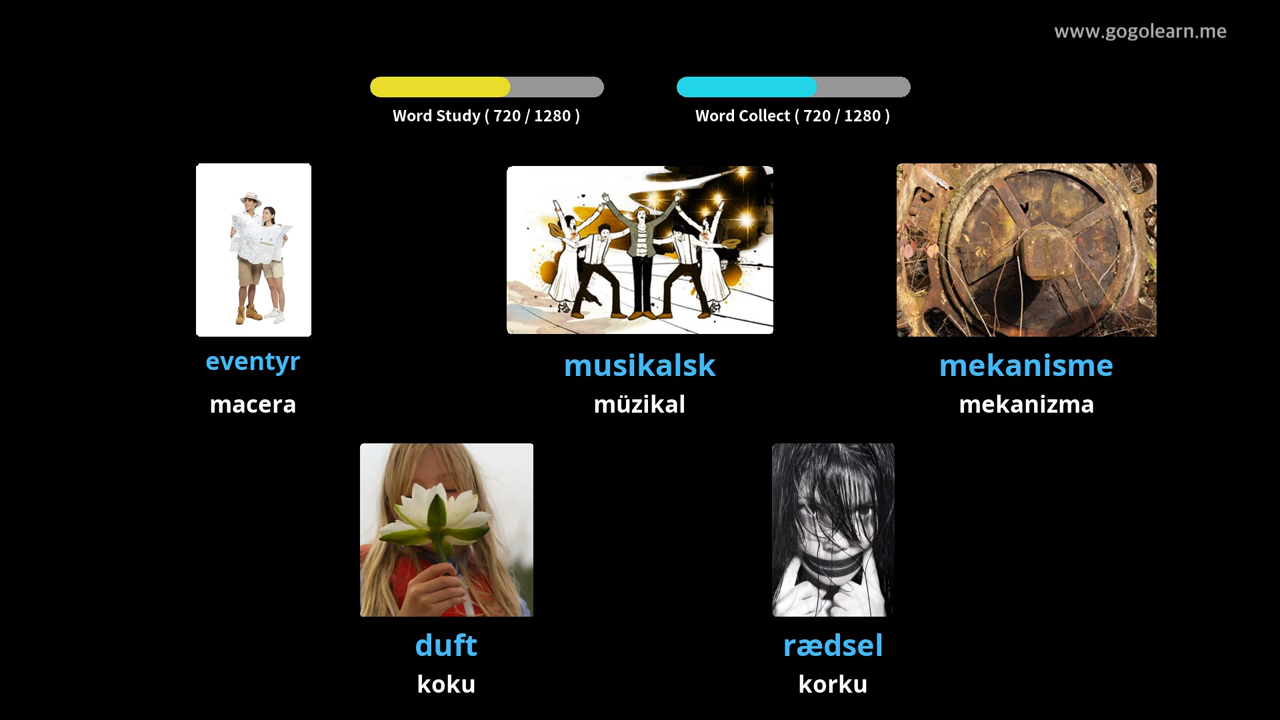 www.gogolearn.me
Word Study ( 720 / 1280 )
Word Collect ( 720 / 1280 )
eventyr
macera
musikalsk
müzikal
mekanisme
mekanizma
duft
koku
rædsel
korku